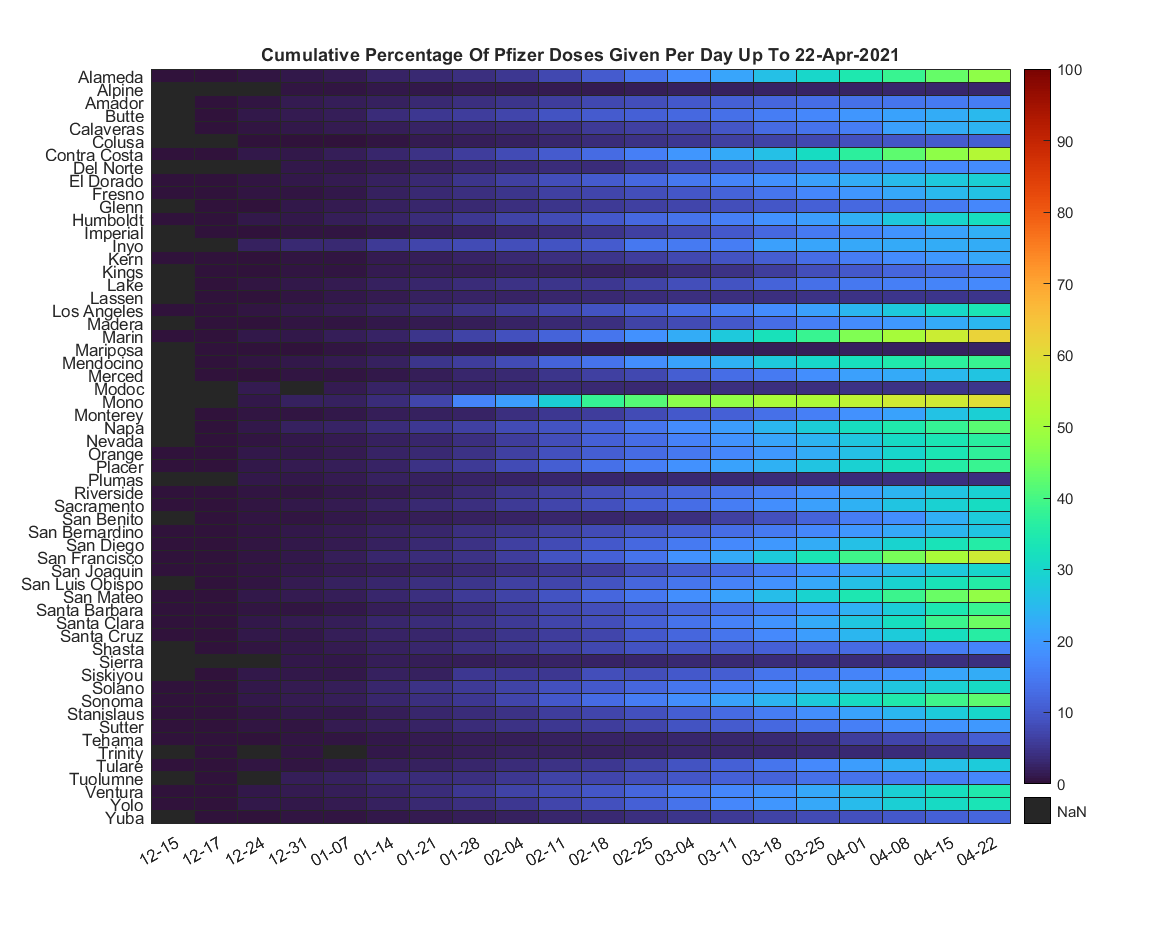 Cumulative Percentage Of Pfizer Doses Given Per Day Up To 22-Apr-2021
Alameda
Alpine
Amador
Butte
Calaveras
Colusa
Contra Costa
Del Norte
El Dorado
Fresno
Glenn
Humboldt
Imperial
Inyo
Kern
Kings
Lake
Lassen
Los Angeles
Madera
Marin
Mariposa
Mendocino
Merced
Modoc
Mono
Monterey
Napa
Nevada
Orange
Placer
Plumas
Riverside
Sacramento
San Benito
San Bernardino
San Diego
San Francisco
San Joaquin
San Luis Obispo
San Mateo
Santa Barbara
Santa Clara
Santa Cruz
Shasta
Sierra
Siskiyou
Solano
Sonoma
Stanislaus
Sutter
Tehama
Trinity
Tulare
Tuolumne
Ventura
Yolo
Yuba
12-15 12-17 12-24 12-31 01-07 01-14 01-21 01-28 02-04 02-11 02-18 02-25 03-04 03-11 03-18 03-25 04-01 04-08 04-15 04-22
100
90
80
70
60
50
40
30
20
10
0
NaN